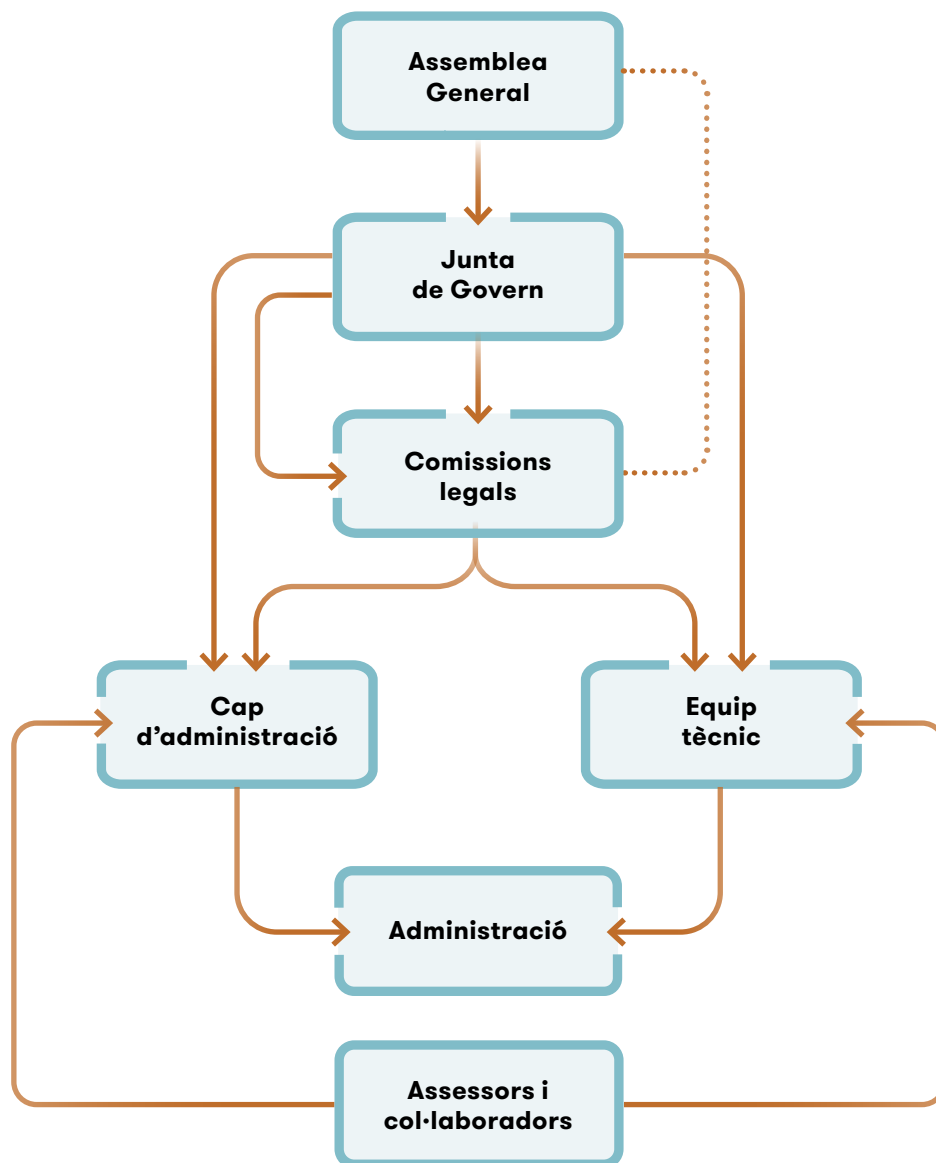 Assemblea
General
Junta
de Govern
Comissions
legals
Cap
d’administració
Equip
tècnic
Administració
Assessors i
col·laboradors